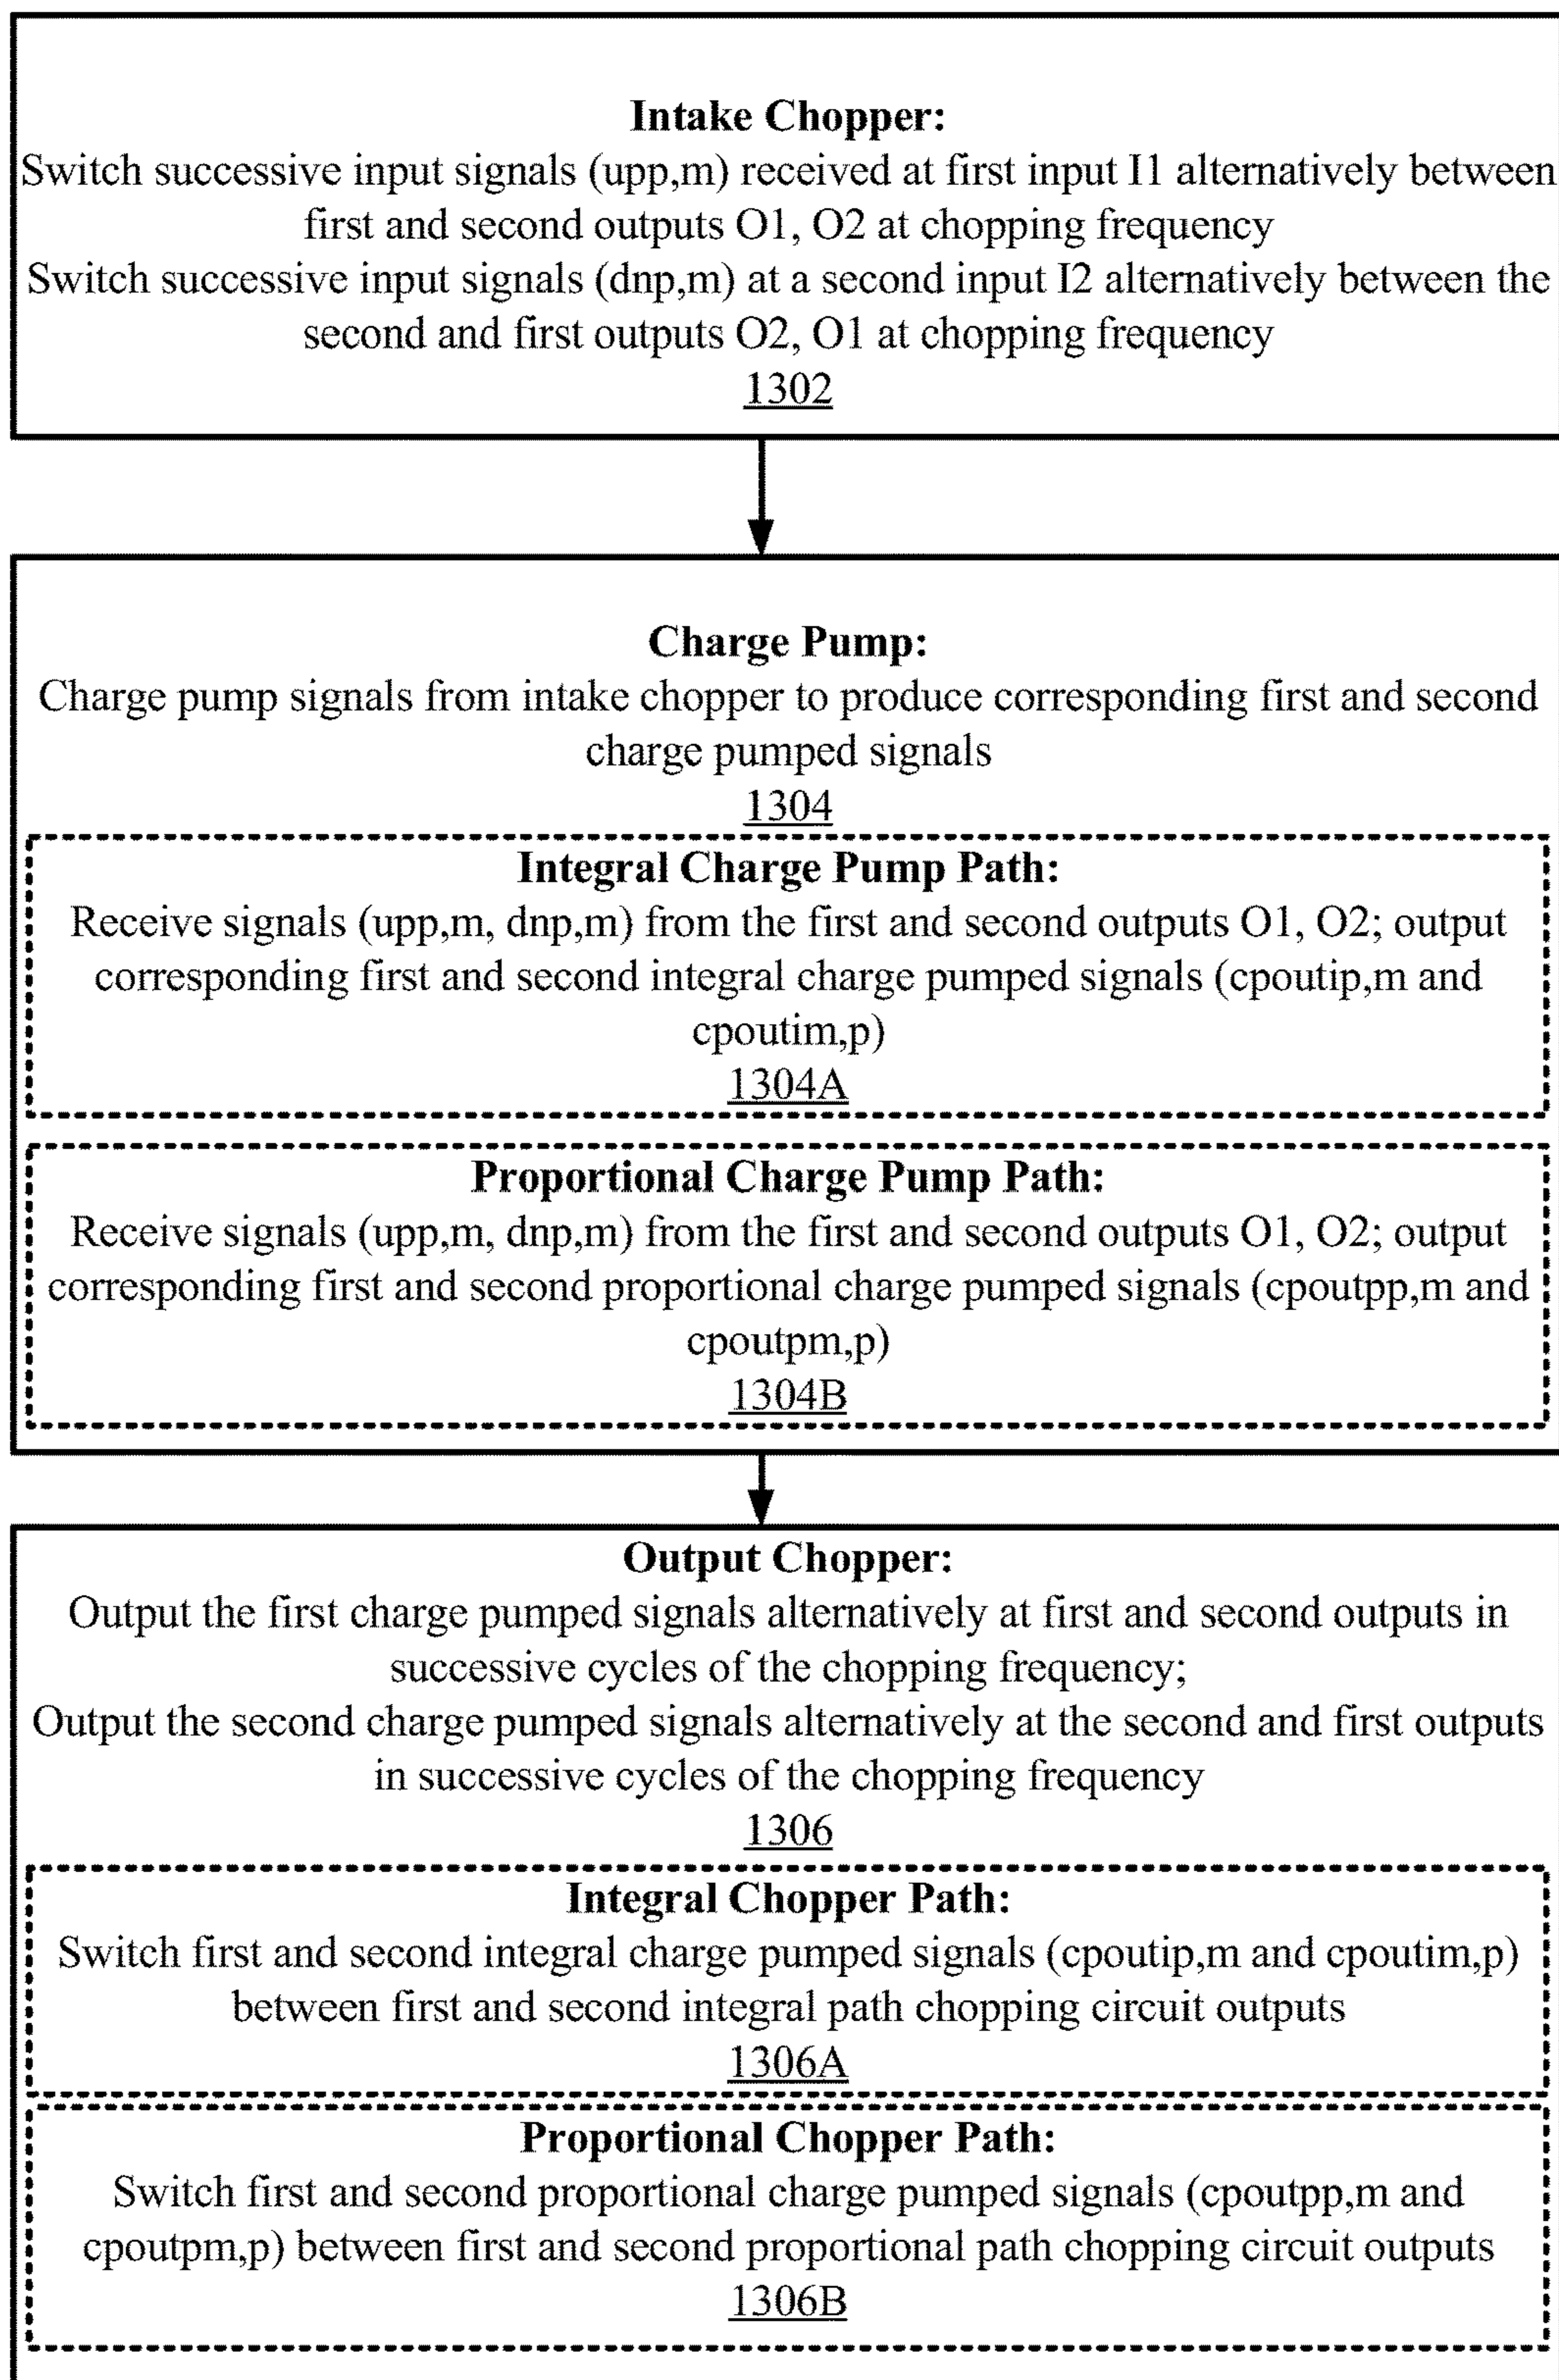 Intake Chopper:
Switch successive input signals (upp,m) received at first input I1 alternatively between
first and second outputs O1, O2 at chopping frequency
Switch successive input signals (dnp,m) at a second input I2 alternatively between the
second and first outputs O2, O1 at chopping frequency
1302
Charge Pump:
Charge pump signals from intake chopper to produce corresponding first and second
charge pumped signals
1304
Integral Charge Pump Path:
Receive signals (upp,m, dnp,m) from the first and second outputs O1, O2; output
corresponding first and second integral charge pumped signals (cpoutip,m and
cpoutim,p)
1304A
Proportional Charge Pump Path:
Receive signals (upp,m, dnp,m) from the first and second outputs O1, O2; output
corresponding first and second proportional charge pumped signals (cpoutpp,m and
cpoutpm,p)
1304B
Output Chopper:
Output the first charge pumped signals alternatively at first and second outputs in
successive cycles of the chopping frequency;
Output the second charge pumped signals alternatively at the second and first outputs
in successive cycles of the chopping frequency
1306
Integral Chopper Path:
Switch first and second integral charge pumped signals (cpoutip,m and cpoutim,p)
between first and second integral path chopping circuit outputs
1306A
Proportional Chopper Path:
Switch first and second proportional charge pumped signals (cpoutpp,m and
cpoutpm,p) between first and second proportional path chopping circuit outputs
1306B